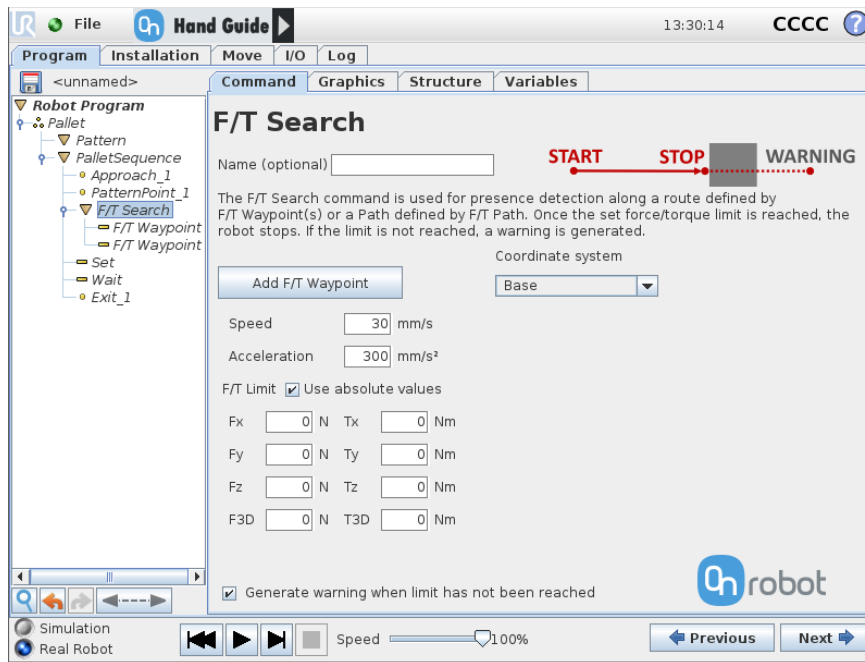 UR File On Hand Guide 13:30:14 CCCC ?
Program Installation Move I/O Log
<unnamed> Command Graphics Structure Variables
Robot Program
Pallet
Pattern
PalletSequence
Approach_1
PatternPoint_1
F/T Search
F/T Waypoint
F/T Waypoint
Set
Wait
Exit_1
F/T Search
Name (optional)
START STOP WARNING
The F/T Search command is used for presence detection along a route defined by
F/T Waypoint(s) or a Path defined by F/T Path. Once the set force/torque limit is reached, the
robot stops. If the limit is not reached, a warning is generated.
Coordinate system
Add F/T Waypoint Base
Speed 30 mm/s
Acceleration 300 mm/s²
F/T Limit Use absolute values
Fx 0 N Tx 0 Nm
Fy 0 N Ty 0 Nm
Fz 0 N Tz 0 Nm
F3D 0 N T3D 0 Nm
Generate warning when limit has not been reached
On robot
Simulation
Real Robot
Speed 100%
Previous Next